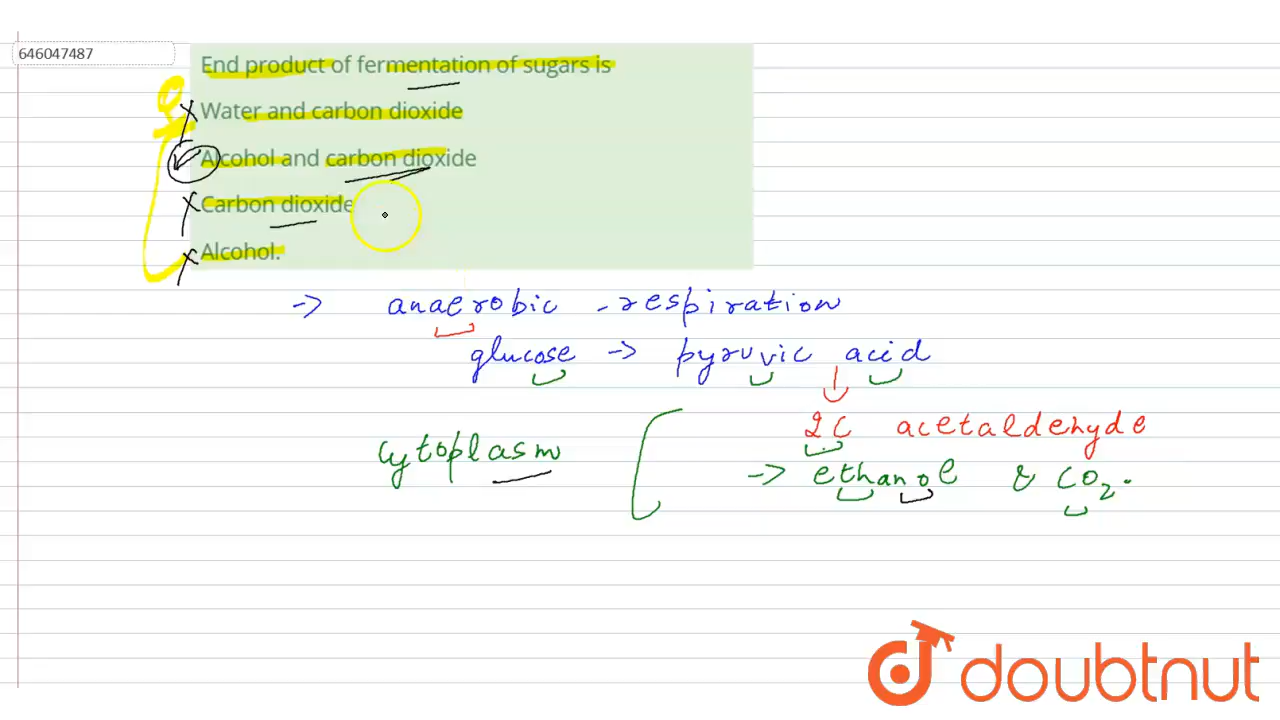 646047487
End product of fermentation of sugars is
Water and carbon dioxide
Alcohol and carbon dioxide
Carbon dioxide
Alcohol.
-> anaerobic - respiration
glucose -> pyruvic acid
2C acetaldehyde
cytoplasm
-> ethanol & CO2.
doubtnut